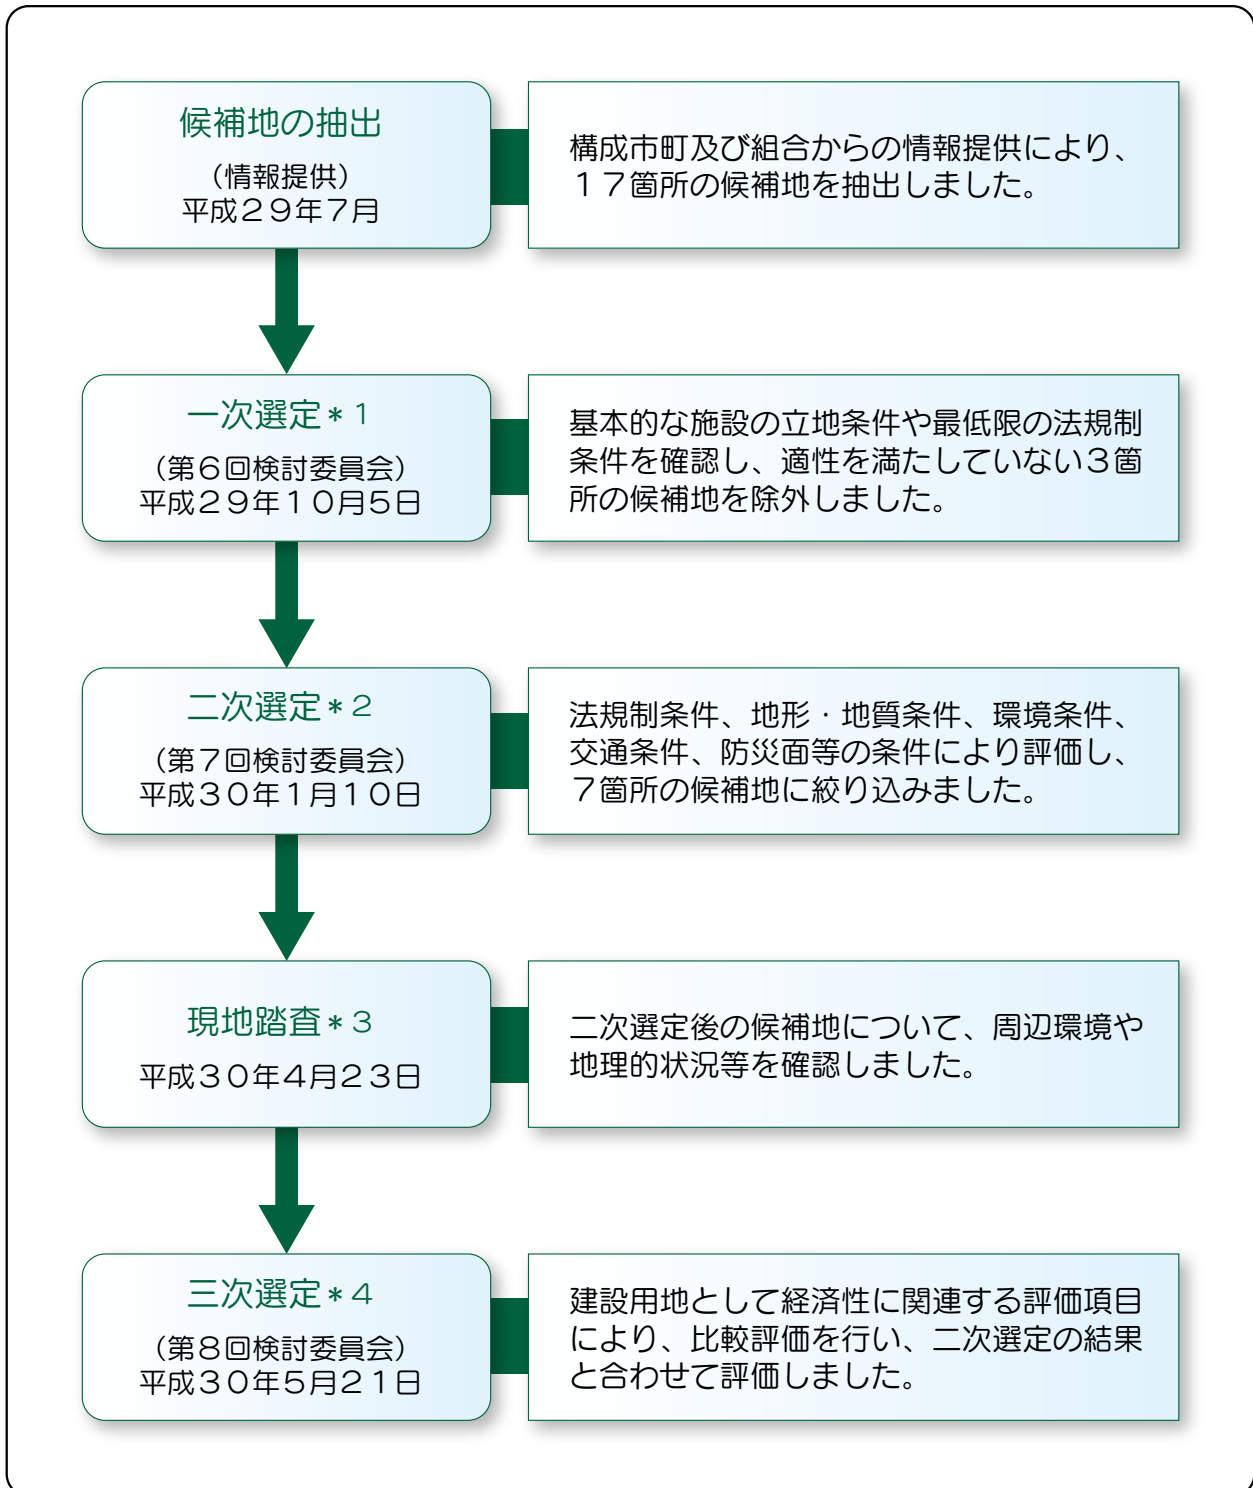 候補地の抽出
（情報提供）
平成２９年７月
構成市町及び組合からの情報提供により、
１７箇所の候補地を抽出しました。
一次選定＊１
（第６回検討委員会）
平成２９年１０月５日
基本的な施設の立地条件や最低限の法規制
条件を確認し、適性を満たしていない３箇
所の候補地を除外しました。
二次選定＊２
（第７回検討委員会）
平成３０年１月１０日
法規制条件、地形・地質条件、環境条件、
交通条件、防災面等の条件により評価し、
７箇所の候補地に絞り込みました。
現地踏査＊３
平成３０年４月２３日
二次選定後の候補地について、周辺環境や
地理的状況等を確認しました。
三次選定＊４
（第８回検討委員会）
平成３０年５月２１日
建設用地として経済性に関連する評価項目
により、比較評価を行い、二次選定の結果
と合わせて評価しました。